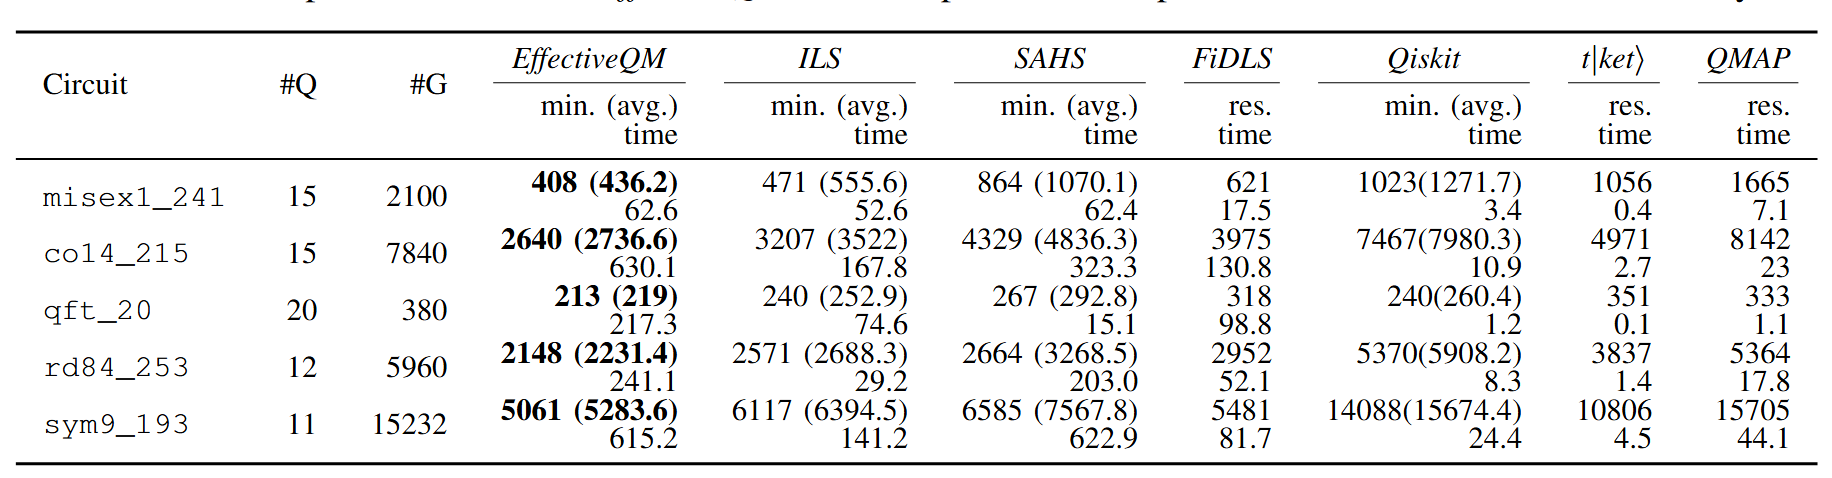 EffectiveQM ILS SAHS FiDLS Qiskit t|ket⟩ QMAP
Circuit #Q #G
min. (avg.) min. (avg.) min. (avg.) res. min. (avg.) res. res.
time time time time time time time
408 (436.2) 471 (555.6) 864 (1070.1) 621 1023(1271.7) 1056 1665
misex1_241 15 2100
62.6 52.6 62.4 17.5 3.4 0.4 7.1
2640 (2736.6) 3207 (3522) 4329 (4836.3) 3975 7467(7980.3) 4971 8142
co14_215 15 7840
630.1 167.8 323.3 130.8 10.9 2.7 23
213 (219) 240 (252.9) 267 (292.8) 318 240(260.4) 351 333
qft_20 20 380
217.3 74.6 15.1 98.8 1.2 0.1 1.1
2148 (2231.4) 2571 (2688.3) 2664 (3268.5) 2952 5370(5908.2) 3837 5364
rd84_253 12 5960
241.1 29.2 203.0 52.1 8.3 1.4 17.8
5061 (5283.6) 6117 (6394.5) 6585 (7567.8) 5481 14088(15674.4) 10806 15705
sym9_193 11 15232
615.2 141.2 622.9 81.7 24.4 4.5 44.1